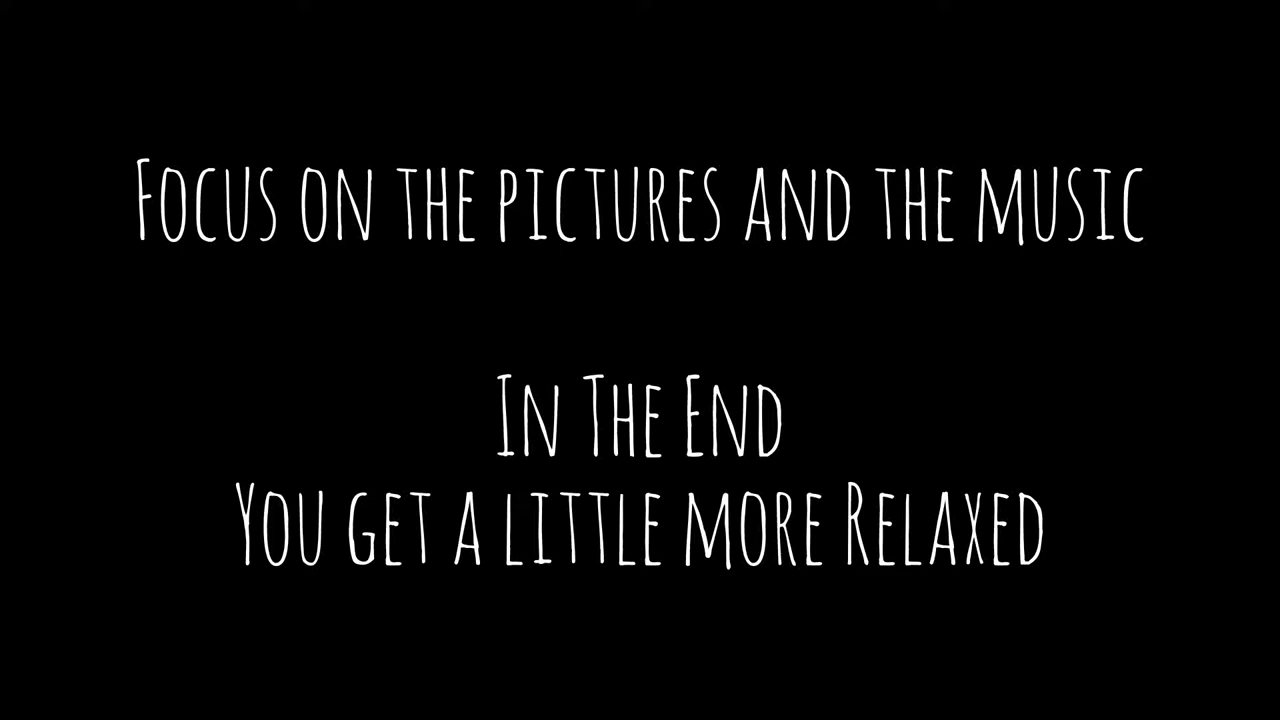 Focus on the pictures and the music
In The End
You get a little more Relaxed